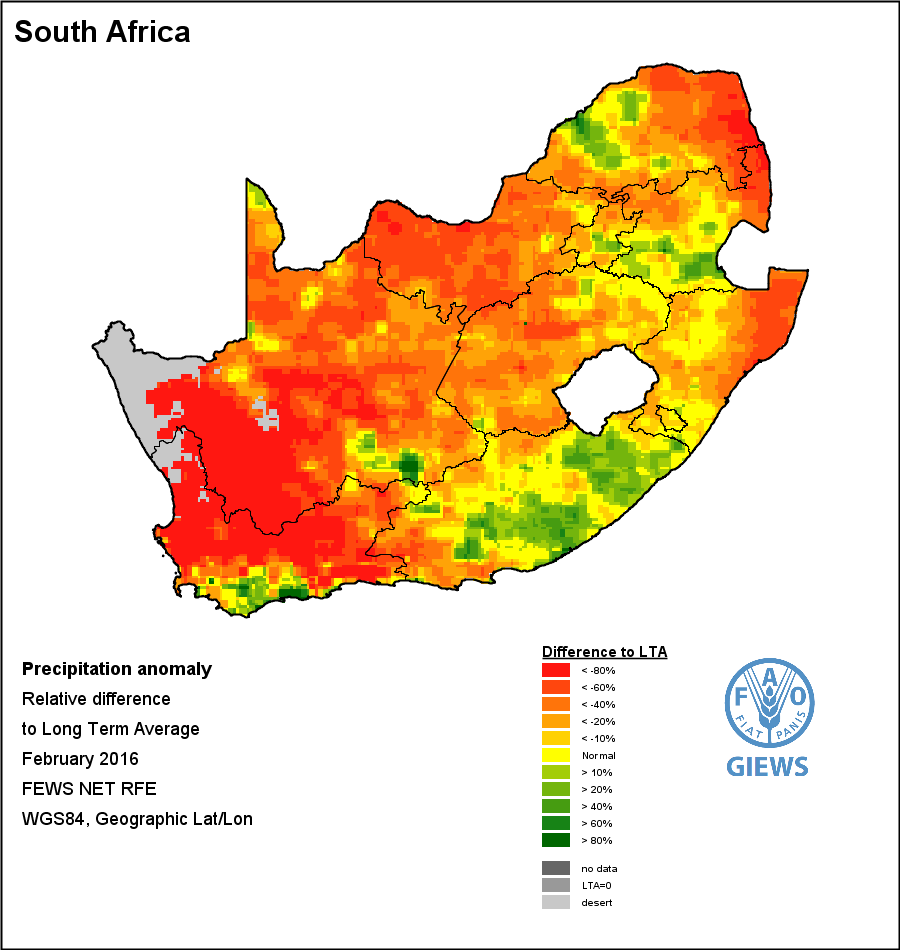 South Africa
Precipitation anomaly
Relative difference
to Long Term Average
February 2016
FEWS NET RFE
WGS84, Geographic Lat/Lon
Difference to LTA
< -80%
< -60%
< -40%
< -20%
< -10%
Normal
> 10%
> 20%
> 40%
> 60%
> 80%
no data
LTA=0
desert
F A O
FIAT PANIS
GIEWS